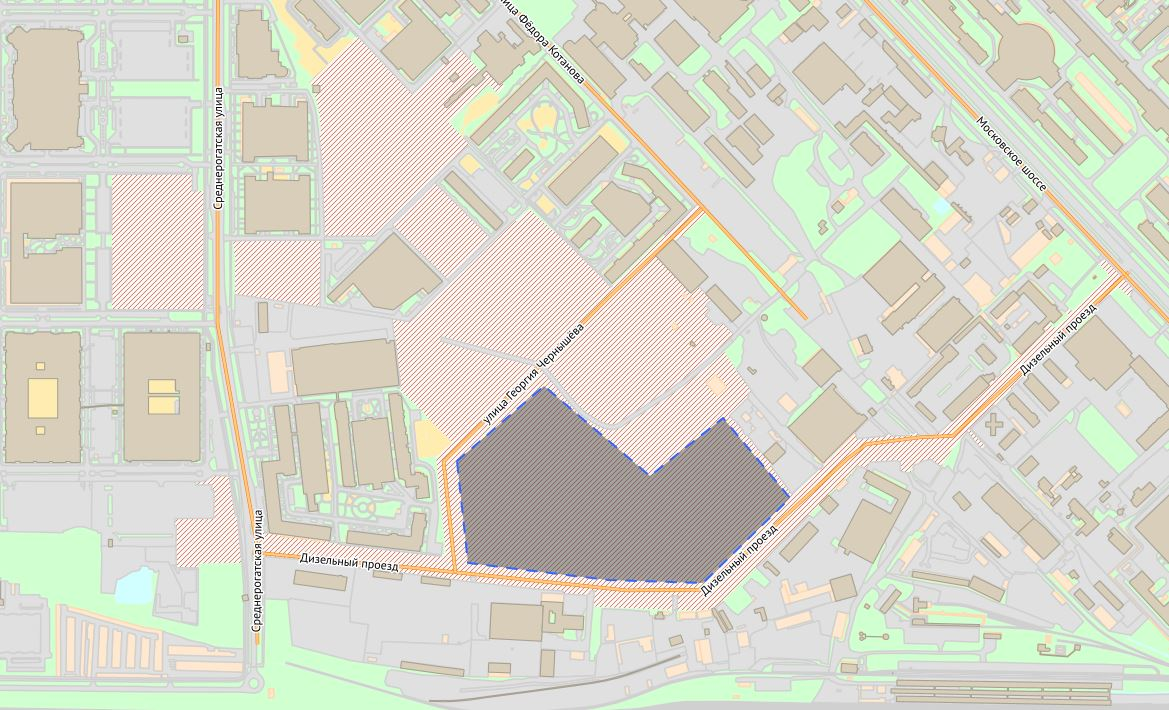 улица Фёдора Котанова
Среднерогатская улица
Московское шоссе
Дизельный проезд
улица Георгия Чернышёва
Среднерогатская улица
Дизельный проезд
Дизельный проезд